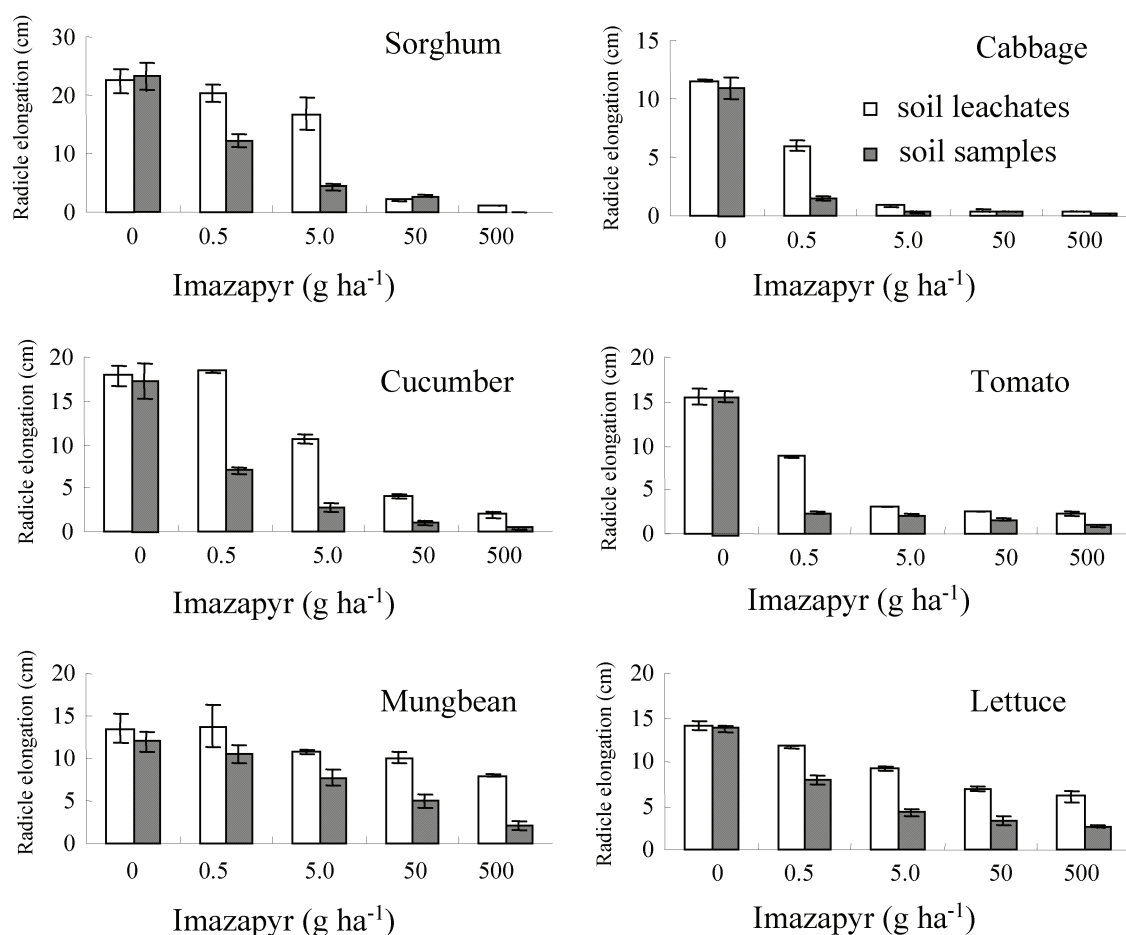 Sorghum
Radicle elongation (cm)
30
20
10
0
0 0.5 5.0 50 500
Imazapyr (g ha-1)
Cabbage
soil leachates
soil samples
Radicle elongation (cm)
15
10
5
0
0 0.5 5.0 50 500
Imazapyr (g ha-1)
Cucumber
Radicle elongation (cm)
20
15
10
5
0
0 0.5 5.0 50 500
Imazapyr (g ha-1)
Tomato
Radicle elongation (cm)
20
15
10
5
0
0 0.5 5.0 50 500
Imazapyr (g ha-1)
Mungbean
Radicle elongation (cm)
20
15
10
5
0
0 0.5 5.0 50 500
Imazapyr (g ha-1)
Lettuce
Radicle elongation (cm)
20
15
10
5
0
0 0.5 5.0 50 500
Imazapyr (g ha-1)